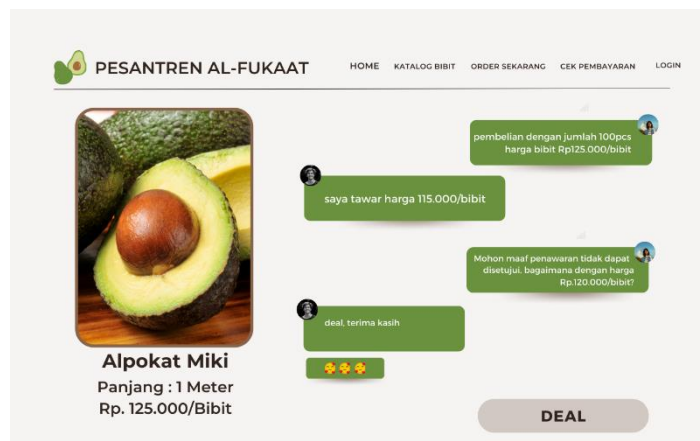 PESANTREN AL-FUKAAT
HOME
KATALOG BIBIT
ORDER SEKARANG
CEK PEMBAYARAN
LOGIN
pembelian dengan jumlah 100pcs
harga bibit Rp125.000/bibit
saya tawar harga 115.000/bibit
Mohon maaf penawaran tidak dapat
disetujui, bagaimana dengan harga
Rp.120.000/bibit?
deal, terima kasih
Alpokat Miki
Panjang : 1 Meter
Rp. 125.000/Bibit
DEAL